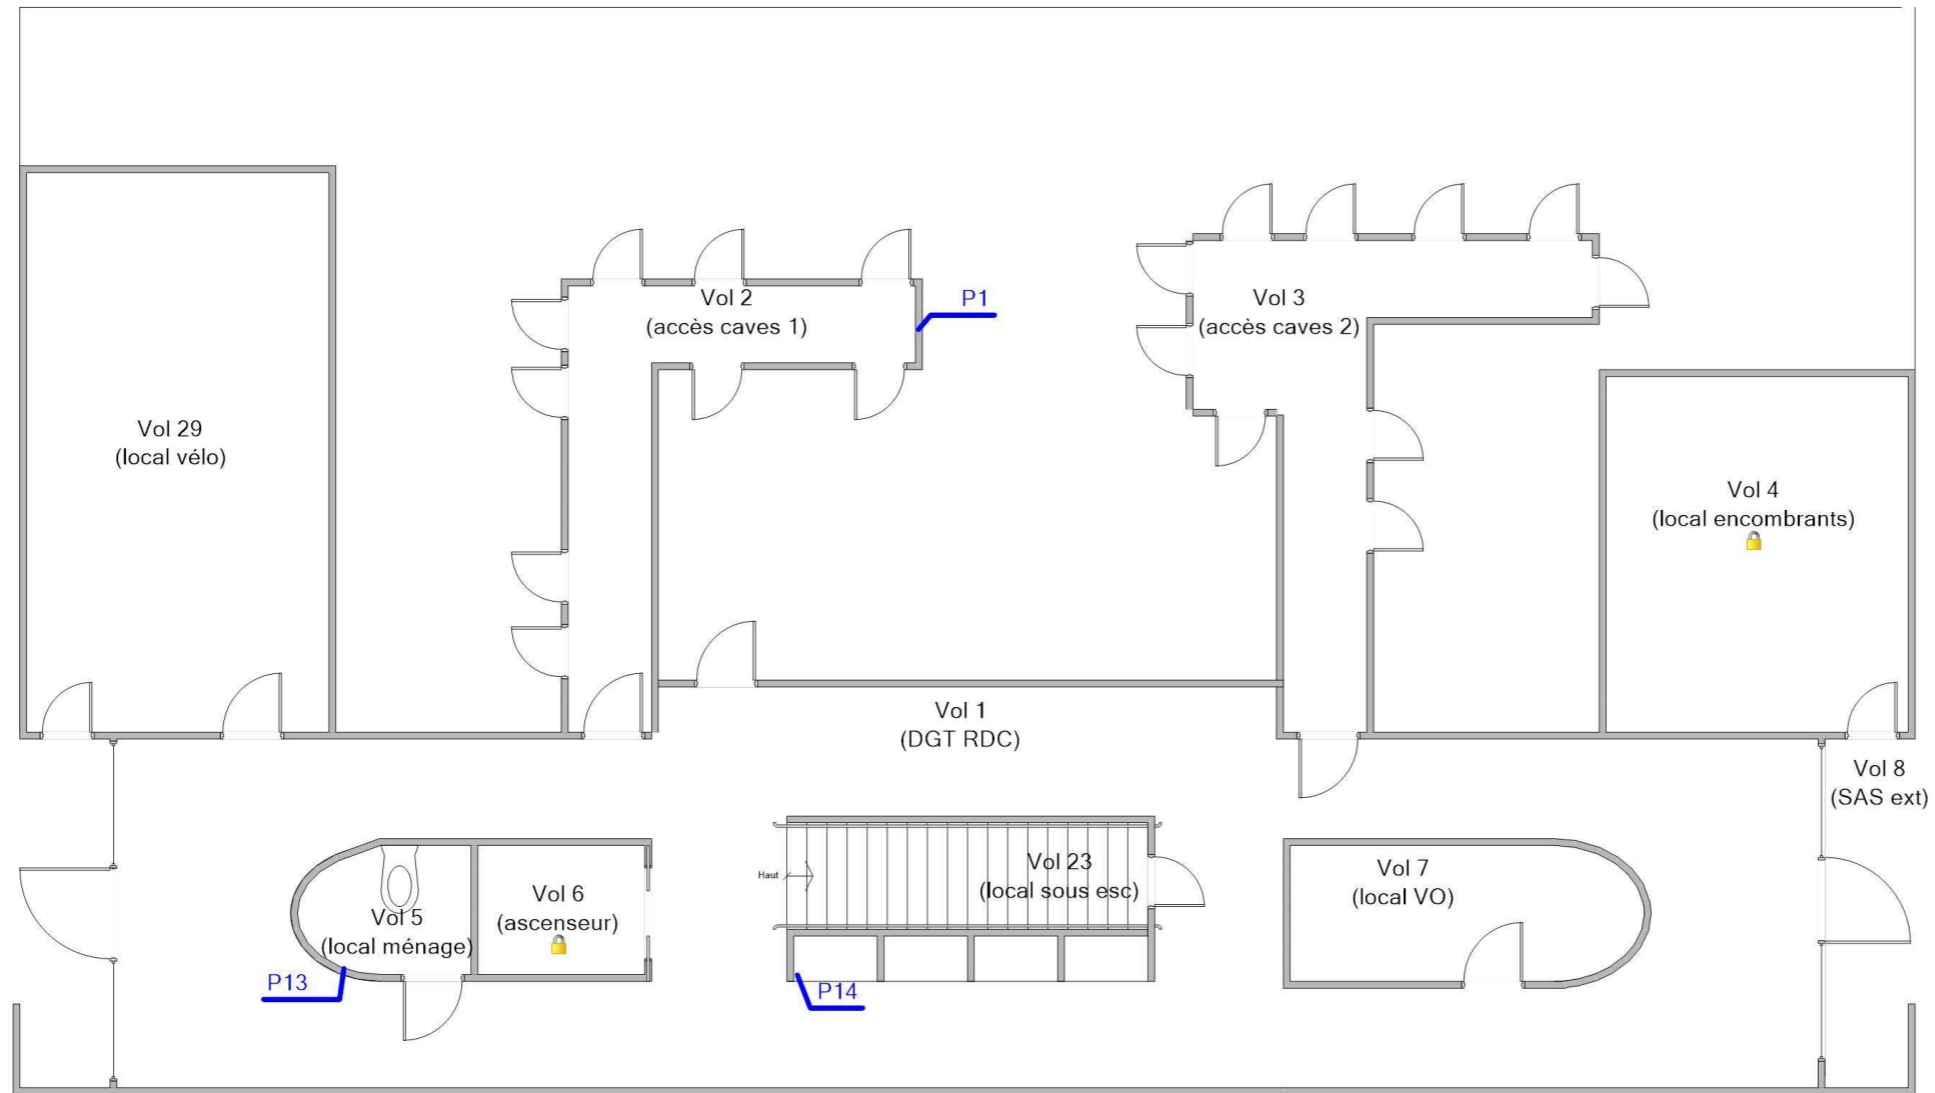 Vol 2
(accès caves 1)
P1
Vol 3
(accès caves 2)
Vol 29
(local vélo)
Vol 4
(local encombrants)
Vol 1
(DGT RDC)
Vol 8
(SAS ext)
Vol 23
(local sous esc)
Haut
Vol 7
(local VO)
Vol 6
(ascenseur)
Vol 5
(local ménage)
P13
P14